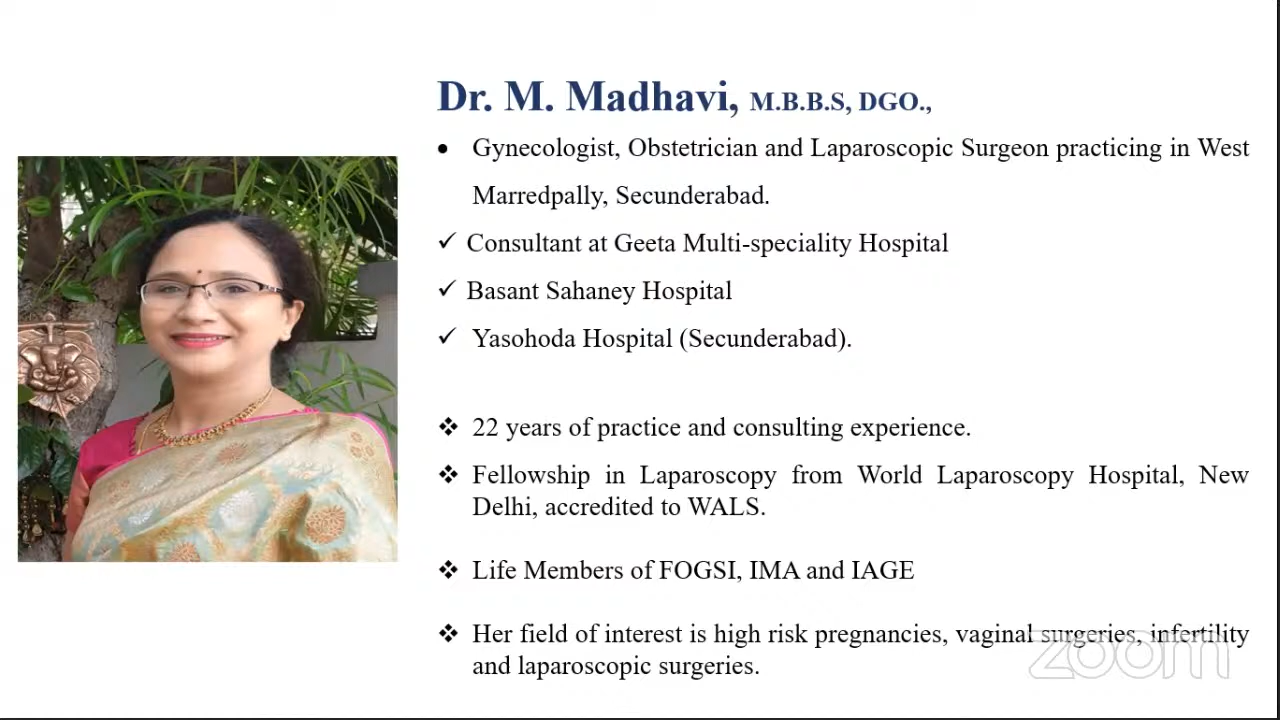 Dr. M. Madhavi, M.B.B.S, DGO.,
• Gynecologist, Obstetrician and Laparoscopic Surgeon practicing in West
Marredpally, Secunderabad.
✓ Consultant at Geeta Multi-speciality Hospital
✓ Basant Sahaney Hospital
✓ Yasohoda Hospital (Secunderabad).
❖ 22 years of practice and consulting experience.
❖ Fellowship in Laparoscopy from World Laparoscopy Hospital, New
Delhi, accredited to WALS.
❖ Life Members of FOGSI, IMA and IAGE
❖ Her field of interest is high risk pregnancies, vaginal surgeries, infertility
and laparoscopic surgeries.
zoom